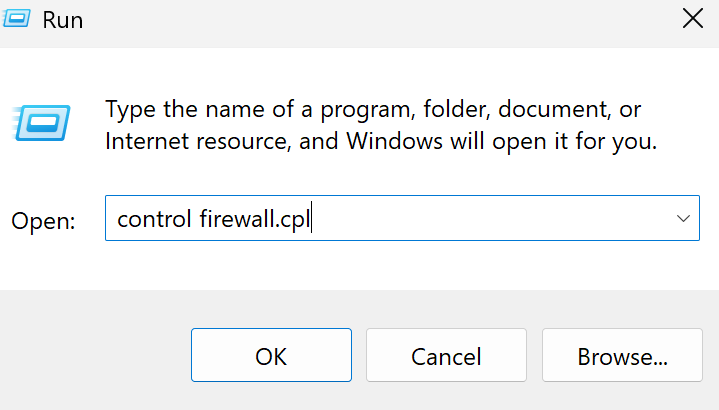 Run
Type the name of a program, folder, document, or
Internet resource, and Windows will open it for you.
Open: control firewall.cpl
OK Cancel Browse...